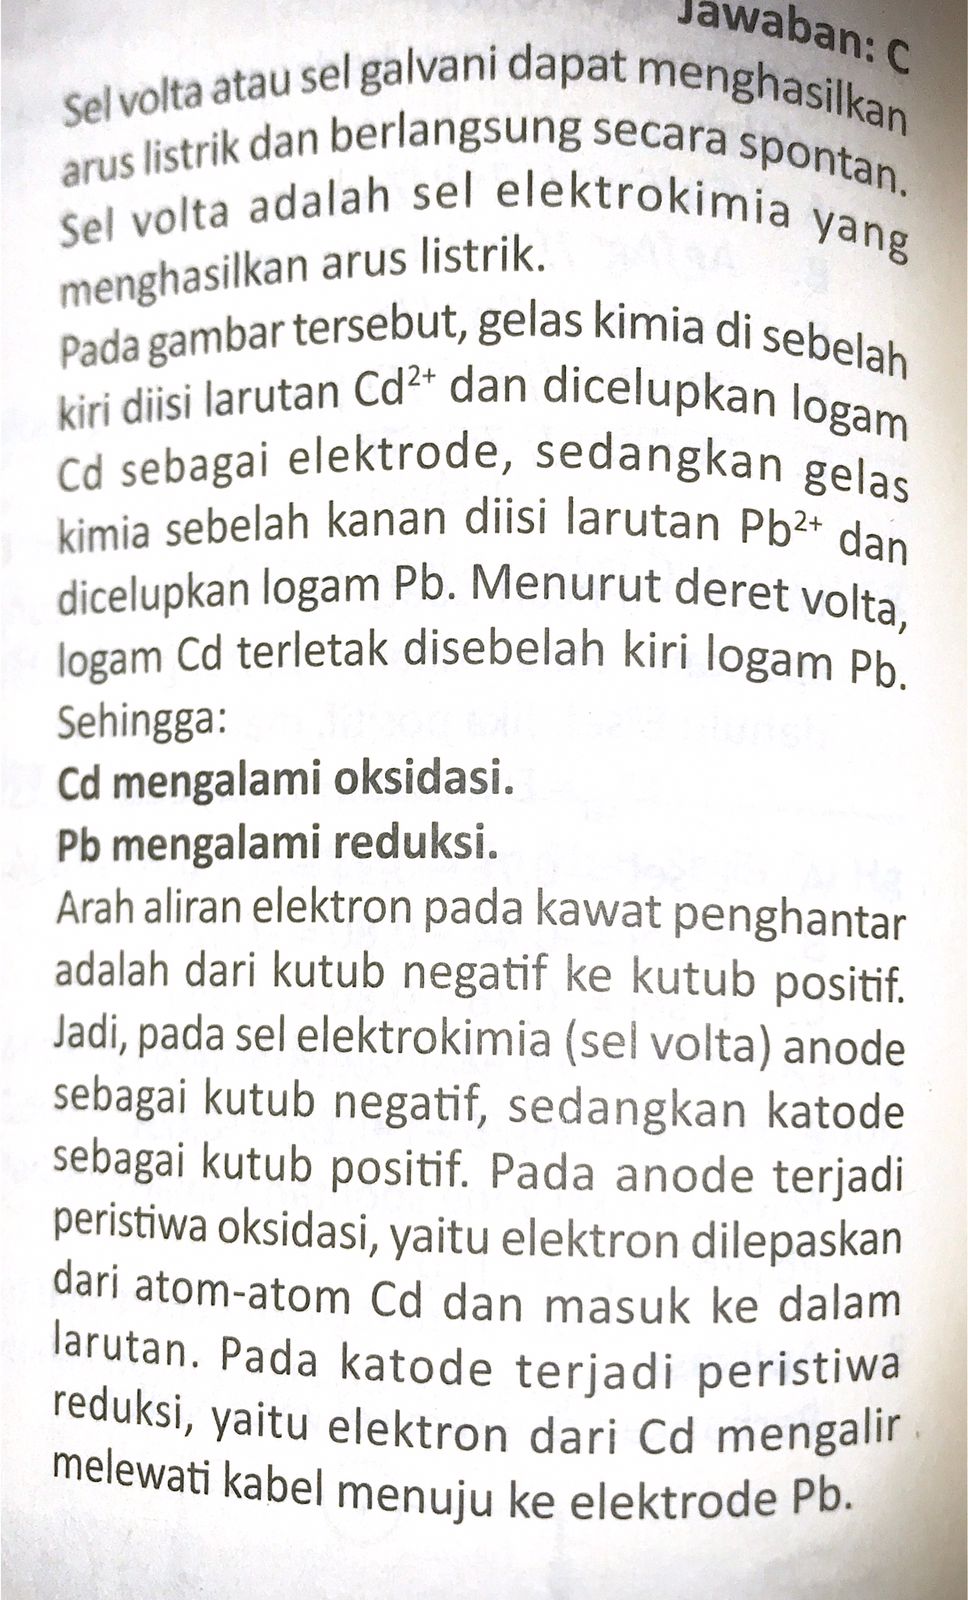 Jawaban: C
Sel volta atau sel galvani dapat menghasilkan
arus listrik dan berlangsung secara spontan.
Sel volta adalah sel elektrokimia yang
menghasilkan arus listrik.
Pada gambar tersebut, gelas kimia di sebelah
kiri diisi larutan Cd²⁺ dan dicelupkan logam
Cd sebagai elektrode, sedangkan gelas
kimia sebelah kanan diisi larutan Pb²⁺ dan
dicelupkan logam Pb. Menurut deret volta,
logam Cd terletak disebelah kiri logam Pb.
Sehingga:
Cd mengalami oksidasi.
Pb mengalami reduksi.
Arah aliran elektron pada kawat penghantar
adalah dari kutub negatif ke kutub positif.
Jadi, pada sel elektrokimia (sel volta) anode
sebagai kutub negatif, sedangkan katode
sebagai kutub positif. Pada anode terjadi
peristiwa oksidasi, yaitu elektron dilepaskan
dari atom-atom Cd dan masuk ke dalam
larutan. Pada katode terjadi peristiwa
reduksi, yaitu elektron dari Cd mengalir
melewati kabel menuju ke elektrode Pb.